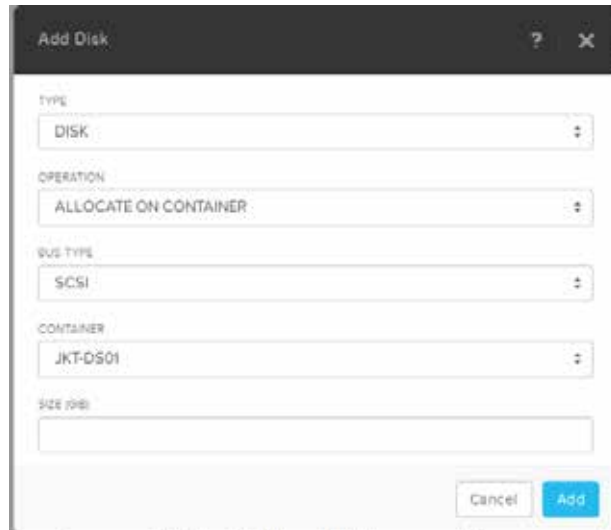 Add Disk ? ×
TYPE
DISK
OPERATION
ALLOCATE ON CONTAINER
BUS TYPE
SCSI
CONTAINER
JKT-DS01
SIZE (GIB)
Cancel Add